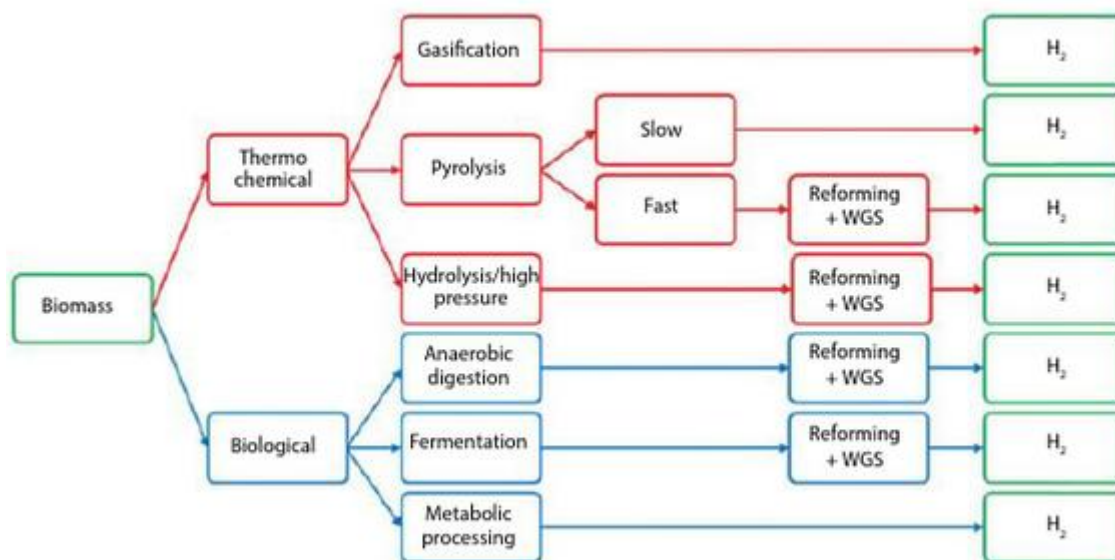 Gasification
H₂
Slow
H₂
Thermo
chemical
Pyrolysis
Fast
Reforming
+ WGS
H₂
Biomass
Hydrolysis/high
pressure
Reforming
+ WGS
H₂
Anaerobic
digestion
Reforming
+ WGS
H₂
Biological
Fermentation
Reforming
+ WGS
H₂
Metabolic
processing
H₂